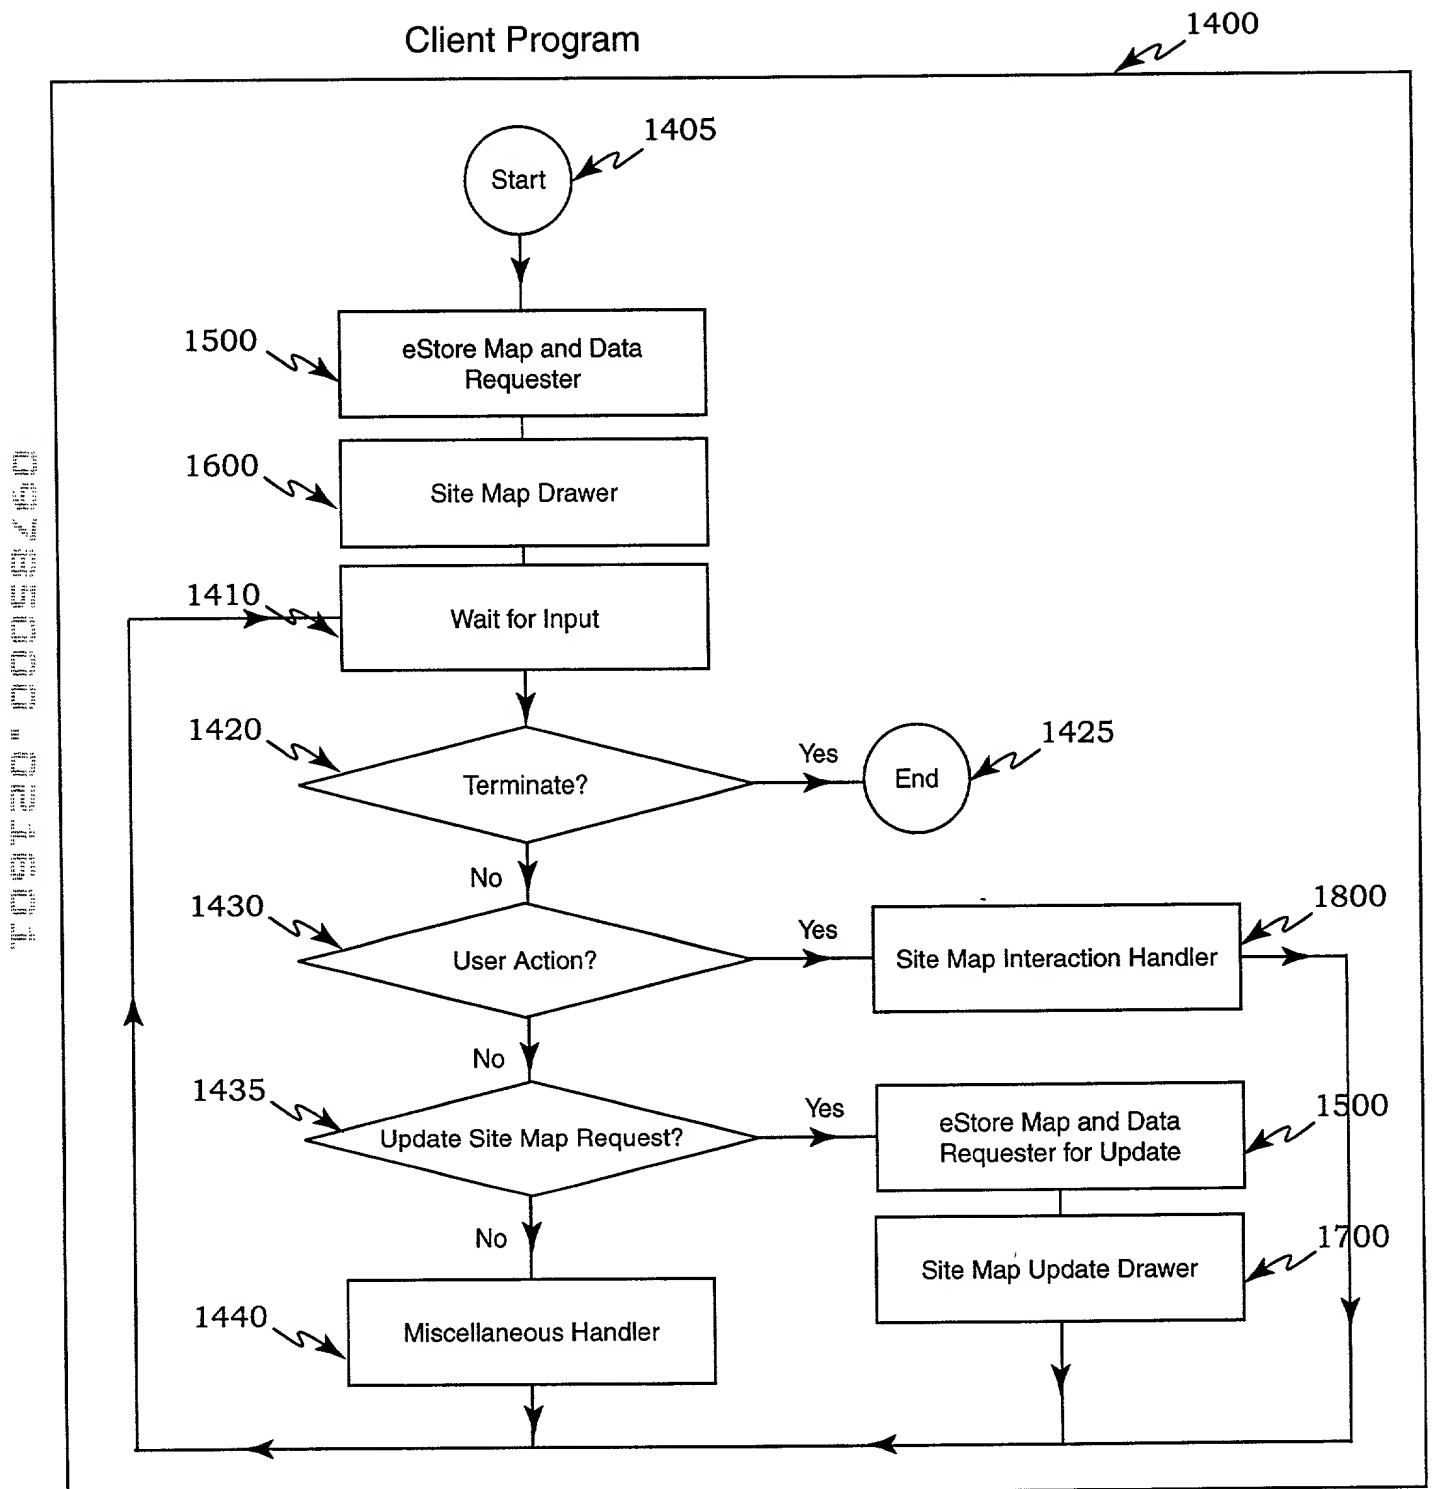 Client Program
1400
Start
1405
1500
eStore Map and Data
Requester
1600
Site Map Drawer
1410
Wait for Input
1420
Terminate?
Yes
End
1425
No
1430
User Action?
Yes
Site Map Interaction Handler
1800
No
1435
Update Site Map Request?
Yes
eStore Map and Data
Requester for Update
1500
No
Site Map Update Drawer
1700
1440
Miscellaneous Handler